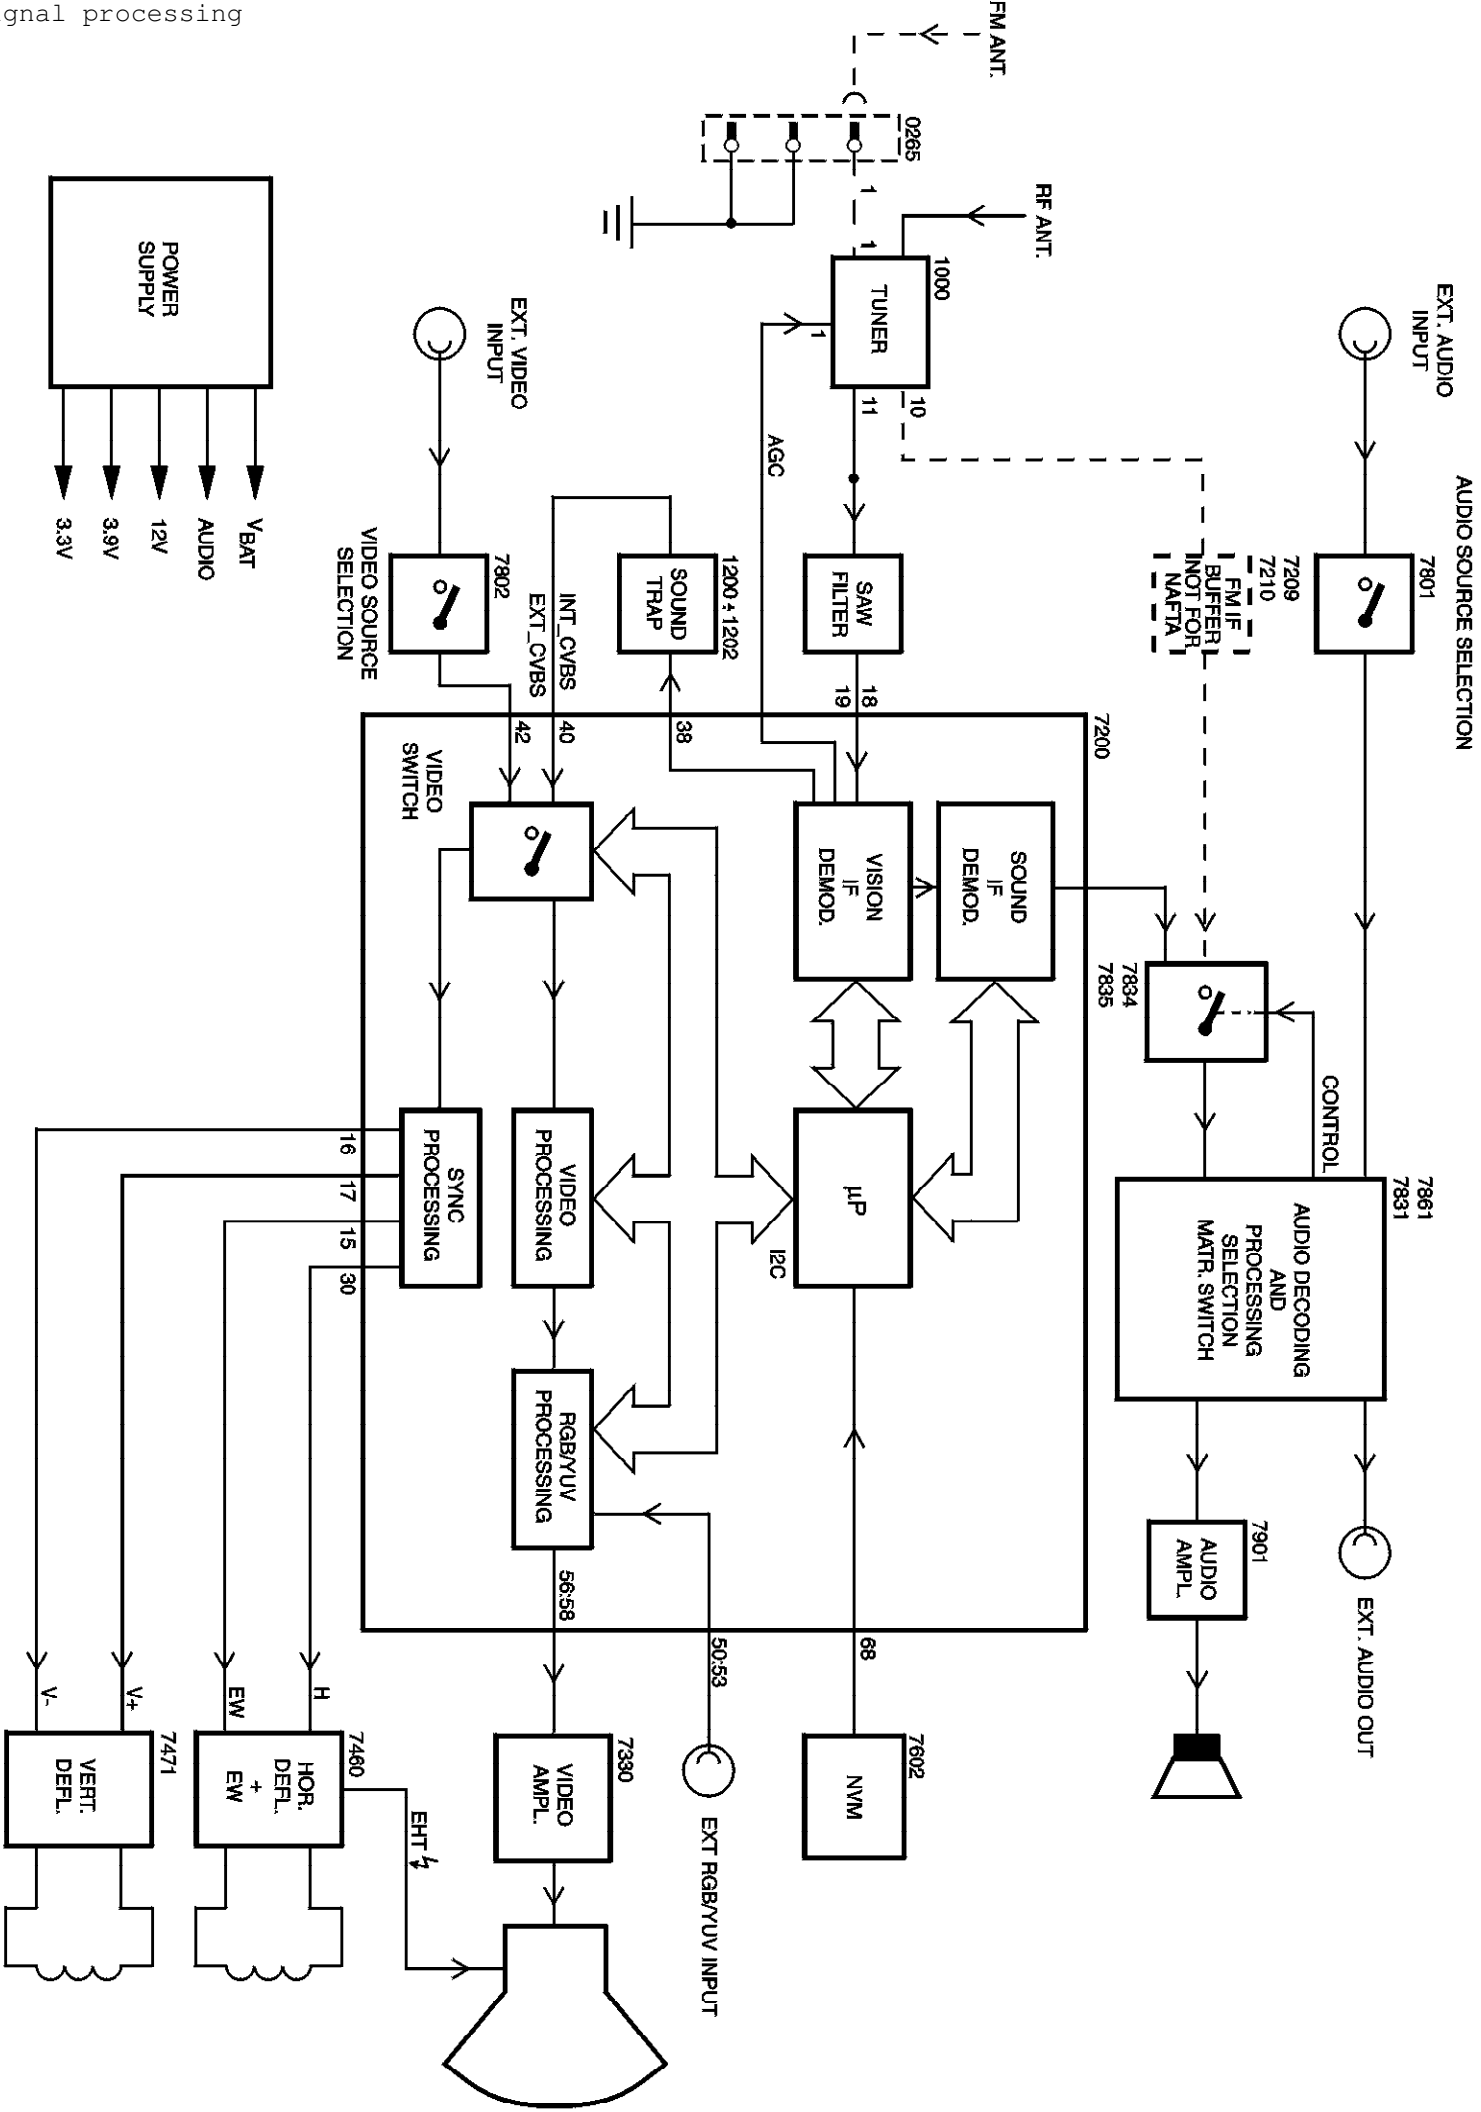 gnal processing
AUDIO SOURCE SELECTION
EXT. AUDIO
INPUT
7801
7861
7831
AUDIO DECODING
AND
PROCESSING
SELECTION
MATR. SWITCH
CONTROL
EXT. AUDIO OUT
7901
AUDIO
AMPL.
7209
7210
FM IF
BUFFER
NOT FOR
NAFTA
7834
7835
FM ANT.
0265
1
1
RF ANT.
1000
TUNER
10
11
1
AGC
SAW
FILTER
18
19
7200
SOUND
IF
DEMOD.
VISION
IF
DEMOD.
µP
I2C
68
7602
NVM
1200÷1202
SOUND
TRAP
38
INT_CVBS
EXT_CVBS
40
42
EXT. VIDEO
INPUT
7802
VIDEO SOURCE
SELECTION
VIDEO
SWITCH
VIDEO
PROCESSING
RGB/YUV
PROCESSING
SYNC
PROCESSING
50:53
EXT RGB/YUV INPUT
56:58
7330
VIDEO
AMPL.
EHT
16
17
15
30
H
EW
V+
V-
7460
HOR.
DEFL.
+
EW
7471
VERT.
DEFL.
POWER
SUPPLY
VBAT
AUDIO
12V
3.9V
3.3V